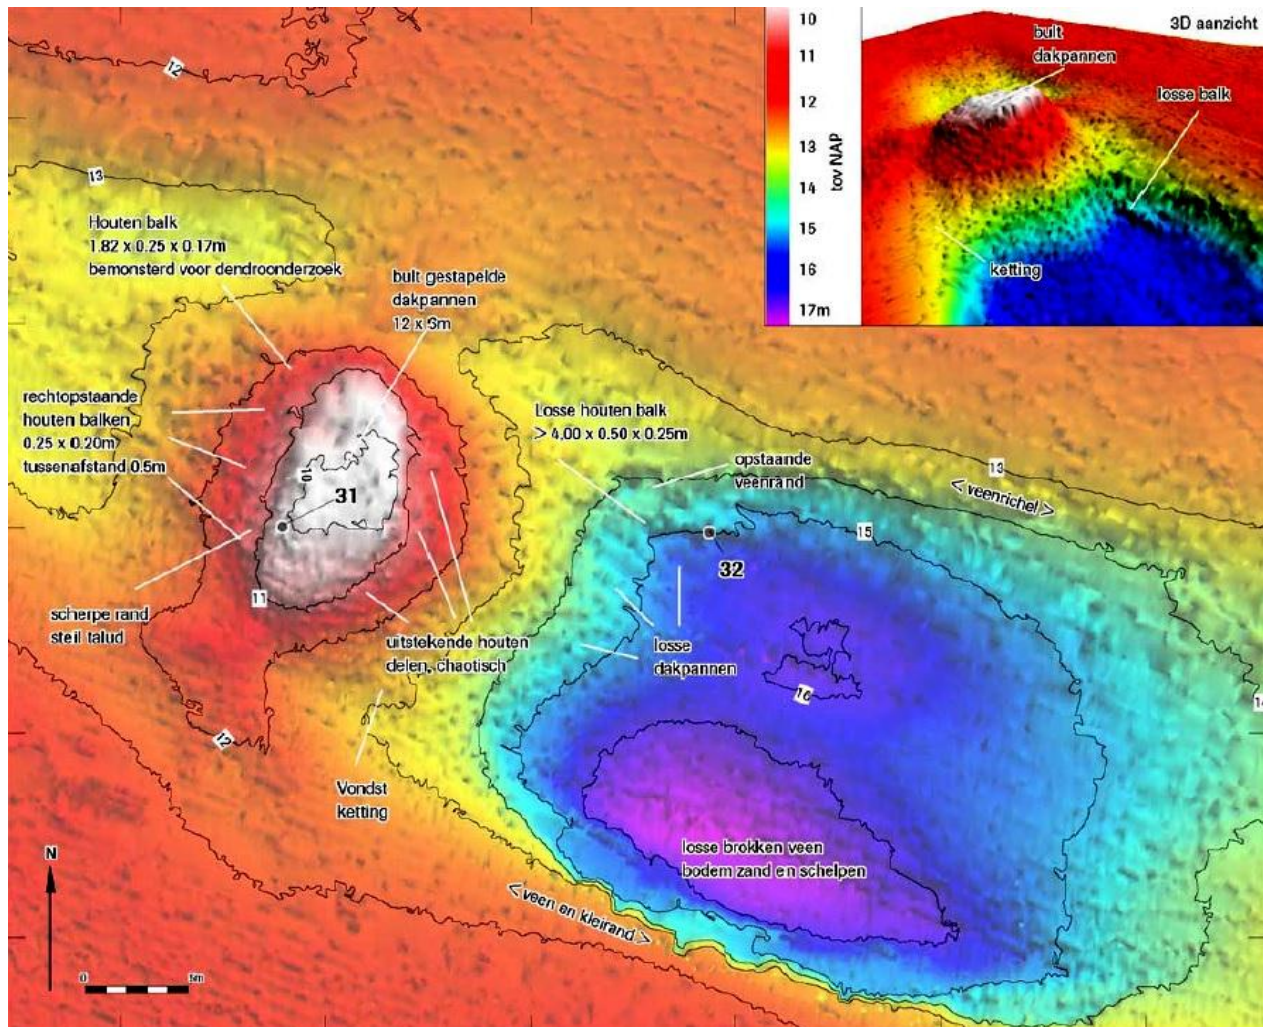 12
13
Houten balk
1.82 x 0.25 x 0.17m
bemonsterd voor dendroonderzoek
bult gestapelde
dakpannen
12 x 8m
rechtopstaande
houten balken
0.25 x 0.20m
tussenafstand 0.5m
10
31
scherpe rand
steil talud
11
uitstekende houten
delen, chaotisch
12
Vondst
ketting
Losse houten balk
> 4,00 x 0.50 x 0.25m
opstaande
veenrand
13
< veenrichel >
15
32
14
losse
dakpannen
16
losse brokken veen
bodem zand en schelpen
< veen en kleirand >
N
0
5m
10
11
12
13
14
15
16
17m
tov NAP
3D aanzicht
bult
dakpannen
losse balk
ketting